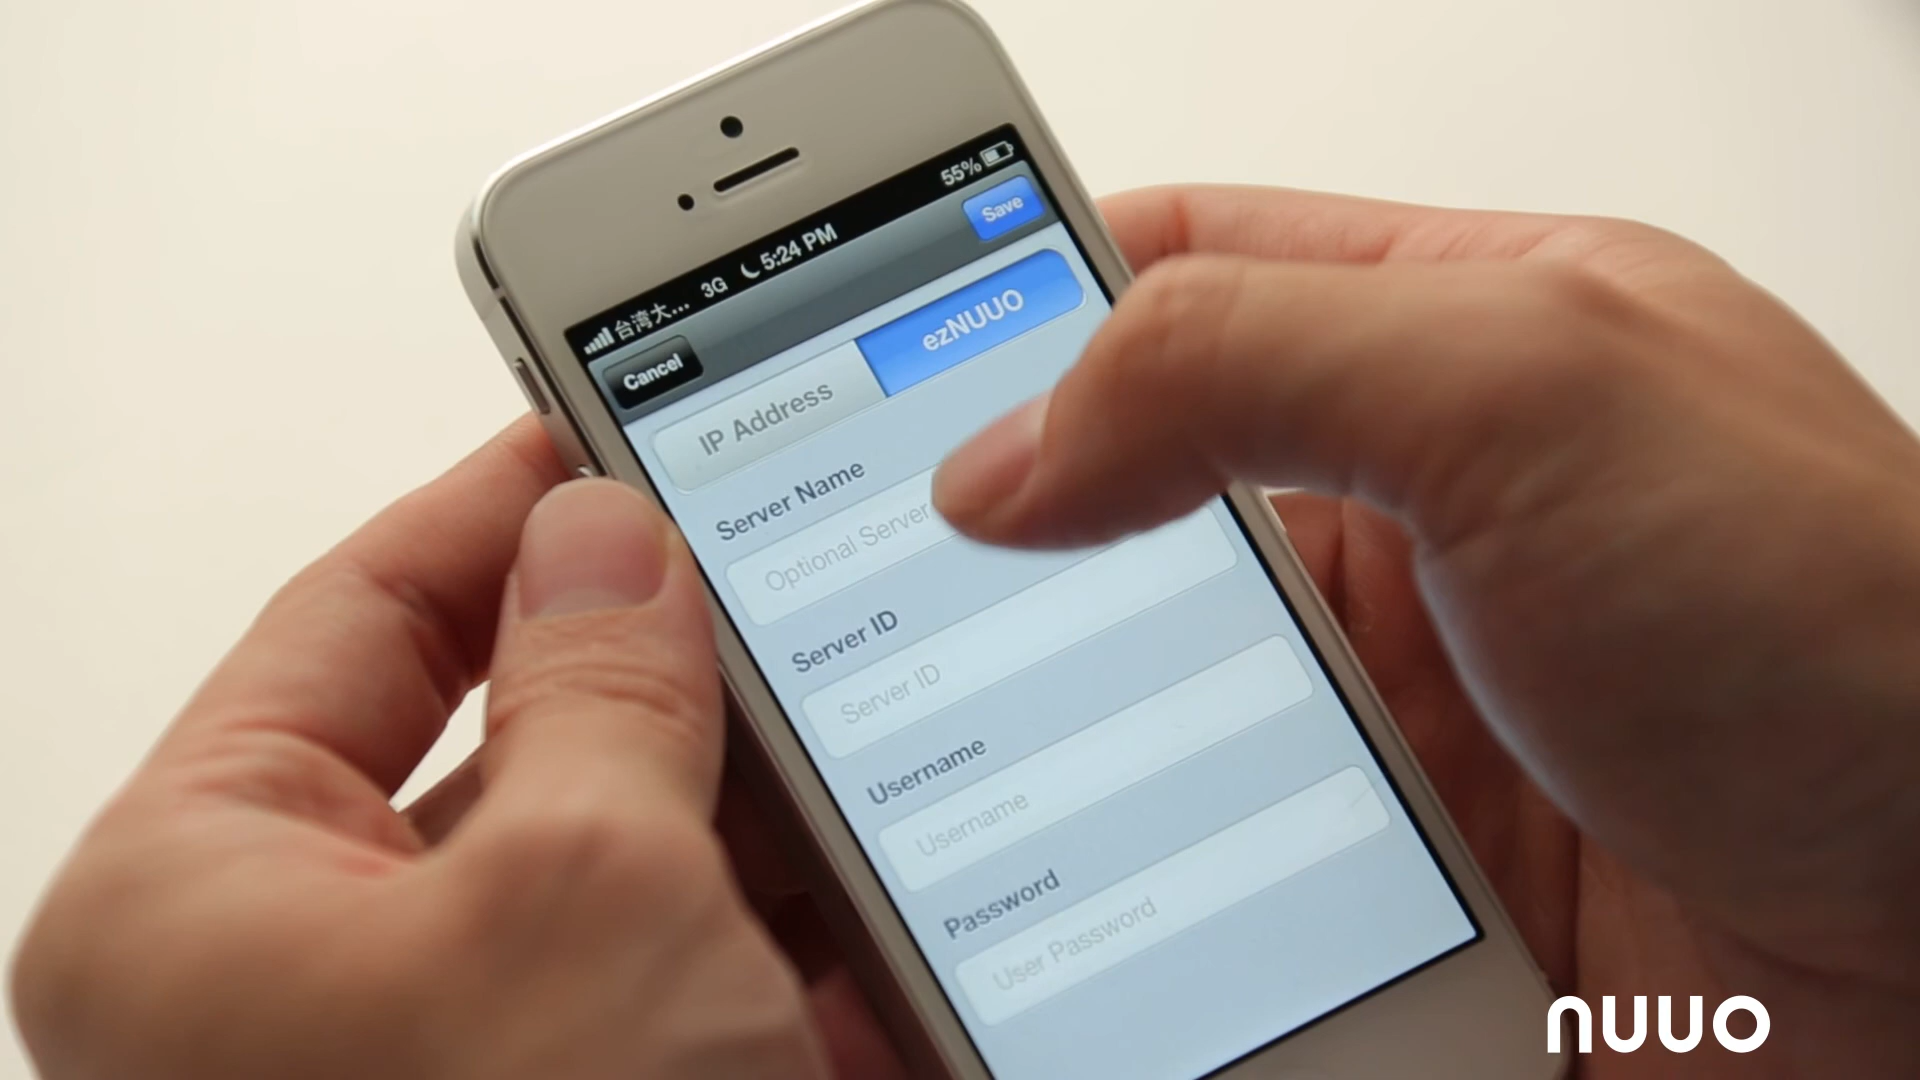 台湾大... 3G 5:24 PM 55%
Cancel
Save
IP Address
ezNUUO
Server Name
Optional Server
Server ID
Server ID
Username
Username
Password
User Password
nuuo